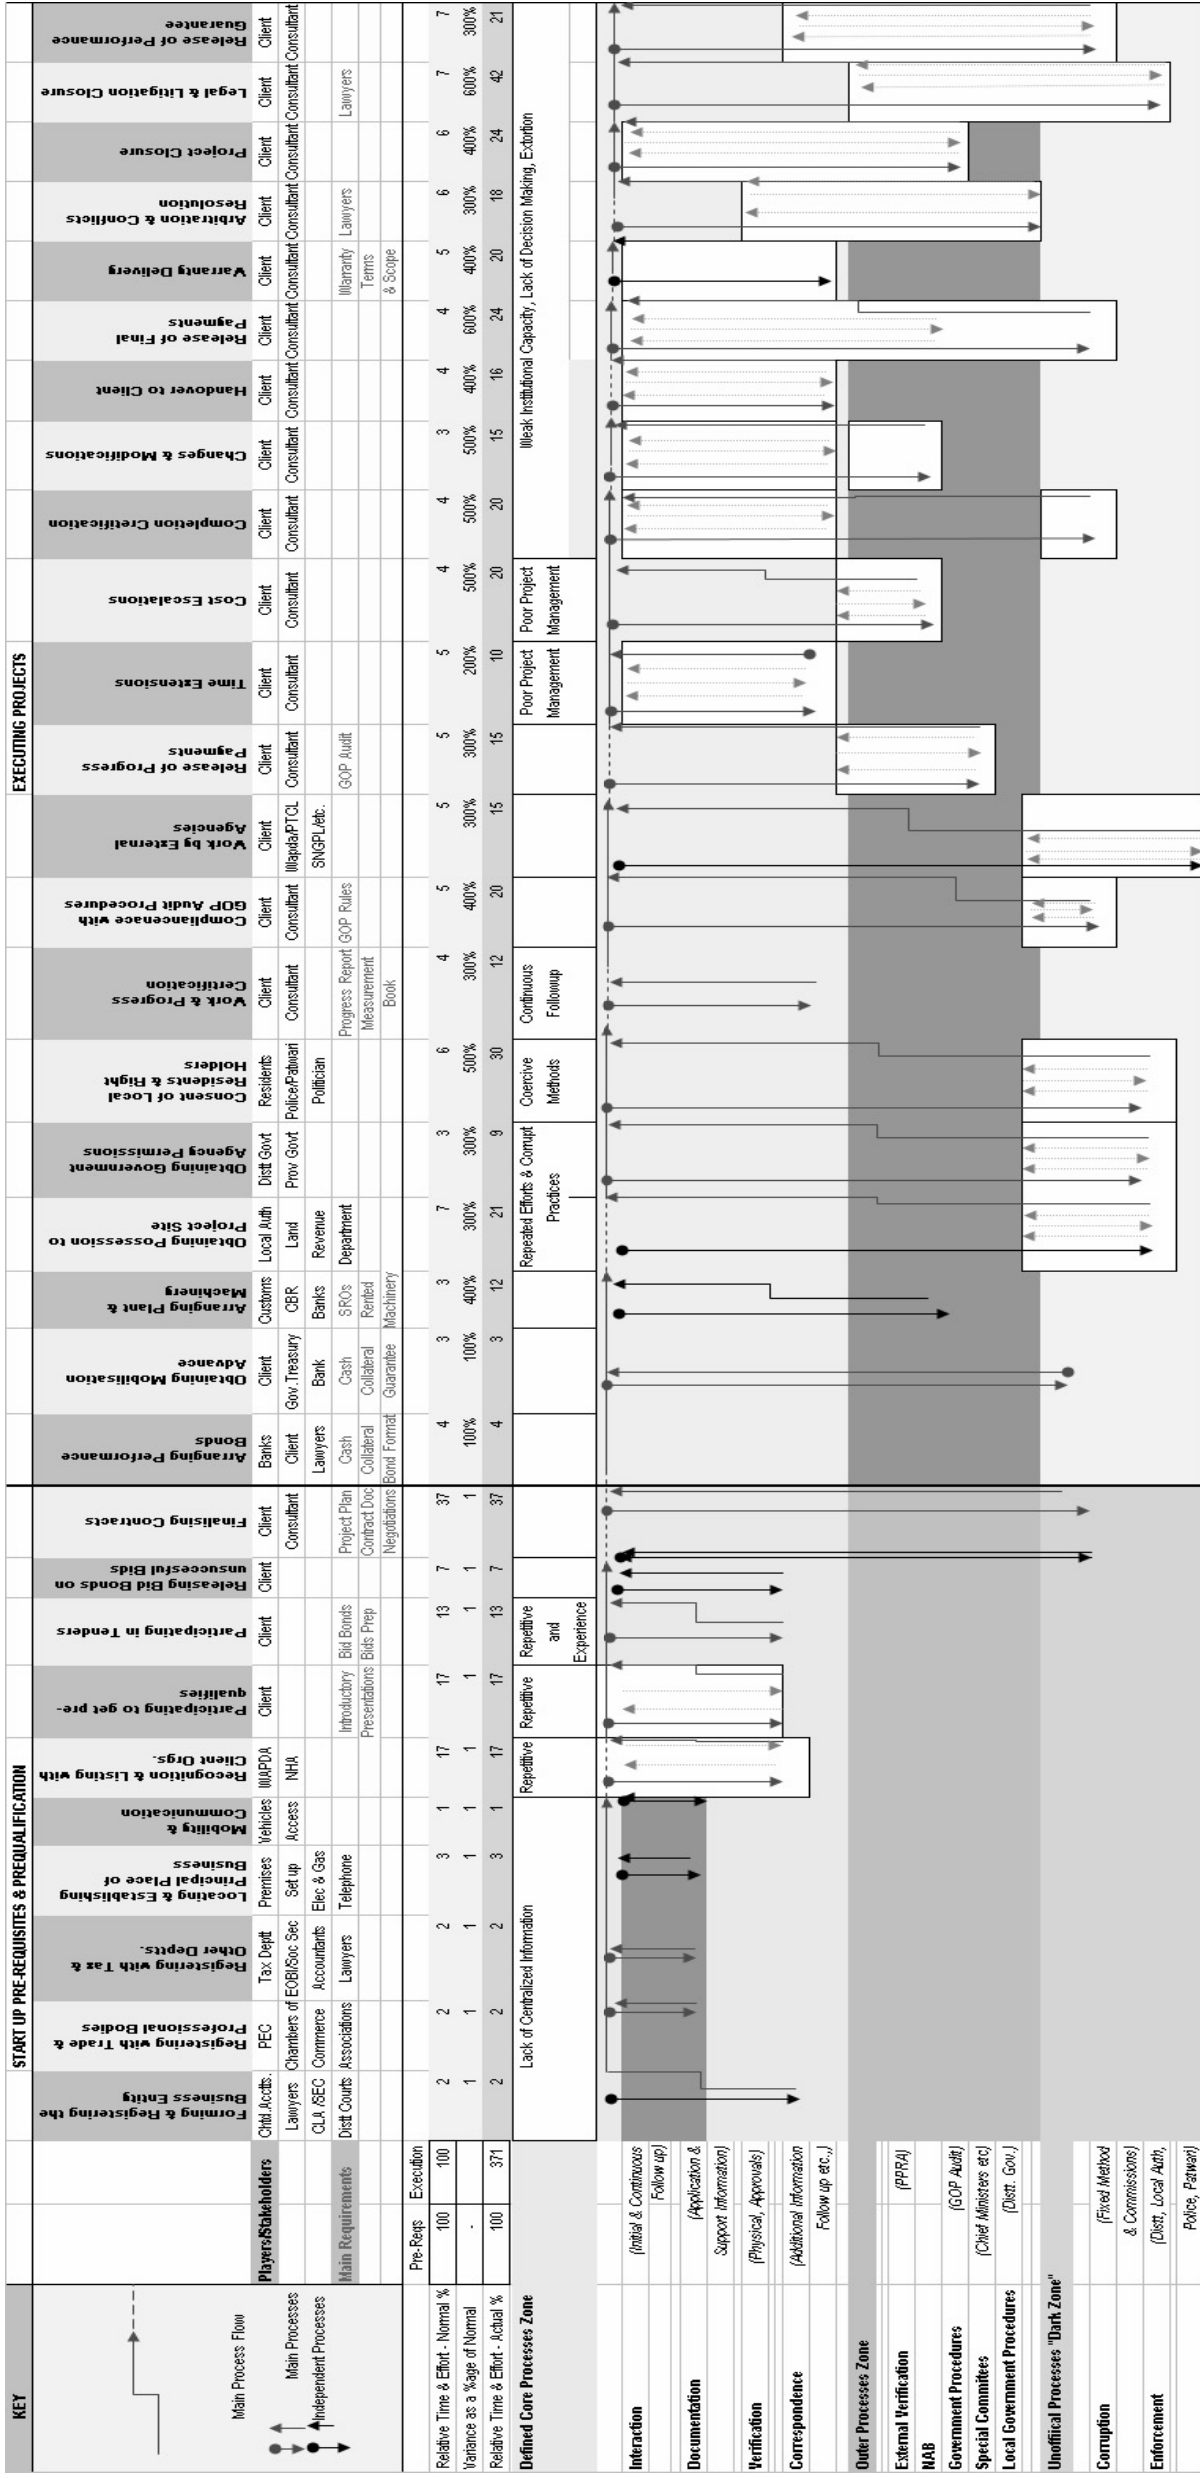 KEY
START UP PRE-REQUISITES & PREQUALIFICATION
EXECUTING PROJECTS
Forming & Registering the
Business Entity
Registering with Trade &
Professional Bodies
Registering with Tax &
Other Deptts.
Locating & Establishing
Principal Place of
Business
Mobility &
Communication
Recognition & Listing with
Client Orgs.
Participating to get pre-
qualifies
Participating in Tenders
Releasing Bid Bonds on
unsuccusful Bids
Finalising Contracts
Arranging Performance
Bonds
Obtaining Mobilisation
Advance
Arranging Plant &
Machinery
Obtaining Possession to
Project Site
Obtaining Government
Agency Permissions
Consent of Local
Residents & Right
Holders
Work & Progress
Certification
Compliancenace with
GOP Audit Procedures
Work by External
Agencies
Release of Progress
Payments
Time Extensions
Cost Escalations
Completion Cretification
Changes & Modifications
Handover to Client
Release of Final
Payments
Warranty Delivery
Arbitration & Conflicts
Resolution
Project Closure
Legal & Litigation Closure
Release of Performance
Guarantee
Main Process Flow
Main Processes
Independent Processes
Players/Stakeholders
Chtd.Acctts. PEC Tax Deptt Premises Vehicles WAPDA Client Client Client Client Banks Client Customs Local Auth Distt Govt Residents Client Client Client Client Client Client Client Client Client Client Client Client Client Client Client
Lawyers Chambers of EOBI/Soc Sec Set up Access NHA Consultant Client Gov.Treasury CBR Land Prov Govt Police/Patwari Consultant Consultant Wapda/PTCL Consultant Consultant Consultant Consultant Consultant Consultant Consultant Consultant Consultant Consultant Consultant Consultant
CLA /SEC Commerce Accountants Elec & Gas Lawyers Bank Banks Revenue Politician SNGPL/etc.
Main Requirements
Distt Courts Associations Lawyers Telephone Introductory Bid Bonds Project Plan Cash Cash SROs Department Progress Report GOP Rules GOP Audit Warranty Lawyers Lawyers
Presentations Bids Prep Contract Doc Collateral Collateral Rented Measurement Terms
Negotiations Bond Format Guarantee Machinery Book & Scope
Pre-Reqs Execution
Relative Time & Effort - Normal % 100 100 2 2 2 3 1 17 17 13 7 37 4 3 3 7 3 6 4 5 5 5 5 4 4 3 4 4 5 6 6 7 7
Variance as a %age of Normal - 1 1 1 1 1 1 1 1 1 1 100% 100% 400% 300% 300% 500% 300% 400% 300% 300% 200% 500% 500% 500% 400% 600% 400% 300% 400% 600% 300%
Relative Time & Effort - Actual % 100 371 2 2 2 3 1 17 17 13 7 37 4 3 12 21 9 30 12 20 15 15 10 20 20 15 16 24 20 18 24 42 21
Defined Core Processes Zone
Lack of Centralized Information
Repetitive
Repetitive
Repetitive
and
Experience
Repeated Efforts & Corrupt
Practices
Coercive
Methods
Continuous
Followup
Poor Project
Management
Poor Project
Management
Weak Institutional Capacity, Lack of Decision Making, Extortion
Interaction
(Initial & Continuous
Follow up)
Documentation
(Application &
Support Information)
Verification
(Physical, Approvals)
Correspondence
(Additional Information
Follow up etc.,)
Outer Processes Zone
External Verification
(PPRA)
NAB
Government Procedures
(GOP Audit)
Special Committees
(Chief Ministers etc)
Local Government Procedures
(Distt. Gov.)
Unoffiical Processes "Dark Zone"
Corruption
(Fixed Method
& Commissions)
Enforcement
(Distt, Local Auth,
Police, Patwari)